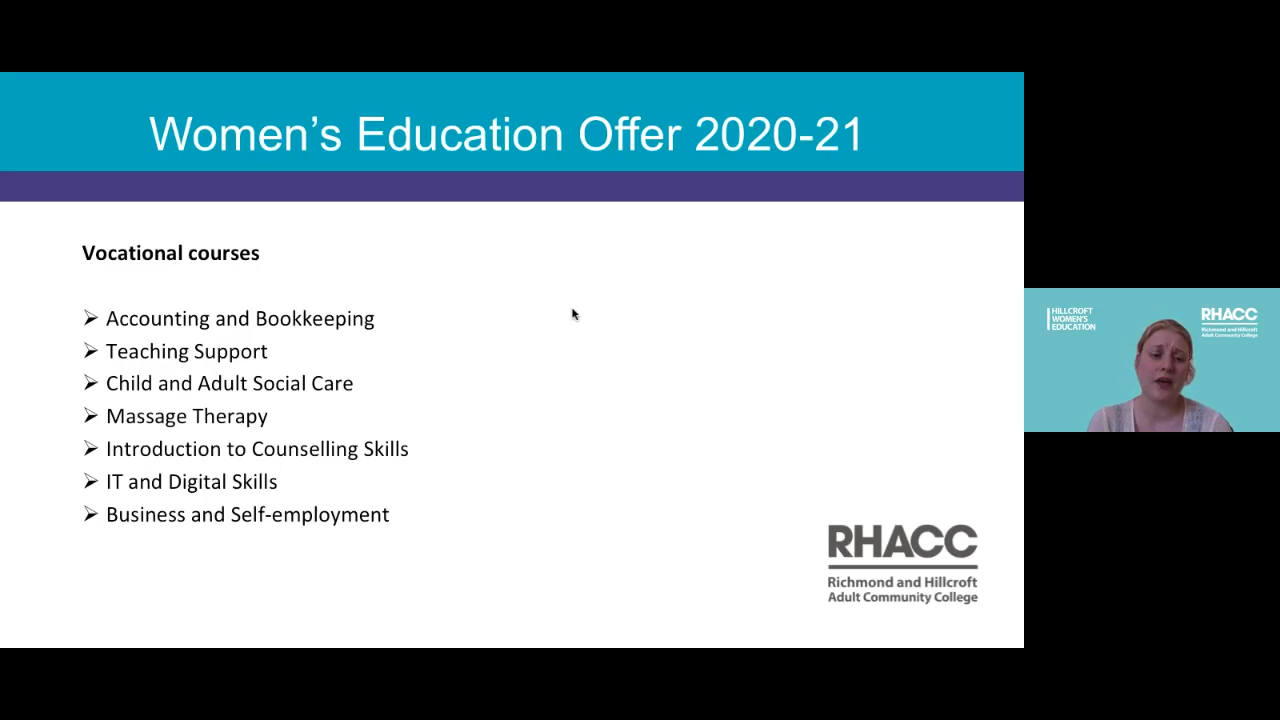 Women's Education Offer 2020-21
Vocational courses
Accounting and Bookkeeping
Teaching Support
Child and Adult Social Care
Massage Therapy
Introduction to Counselling Skills
IT and Digital Skills
Business and Self-employment
RHACC
Richmond and Hillcroft
Adult Community College
HILLCROFT
WOMEN'S
EDUCATION
RHACC
Richmond and Hillcroft
Adult Community College